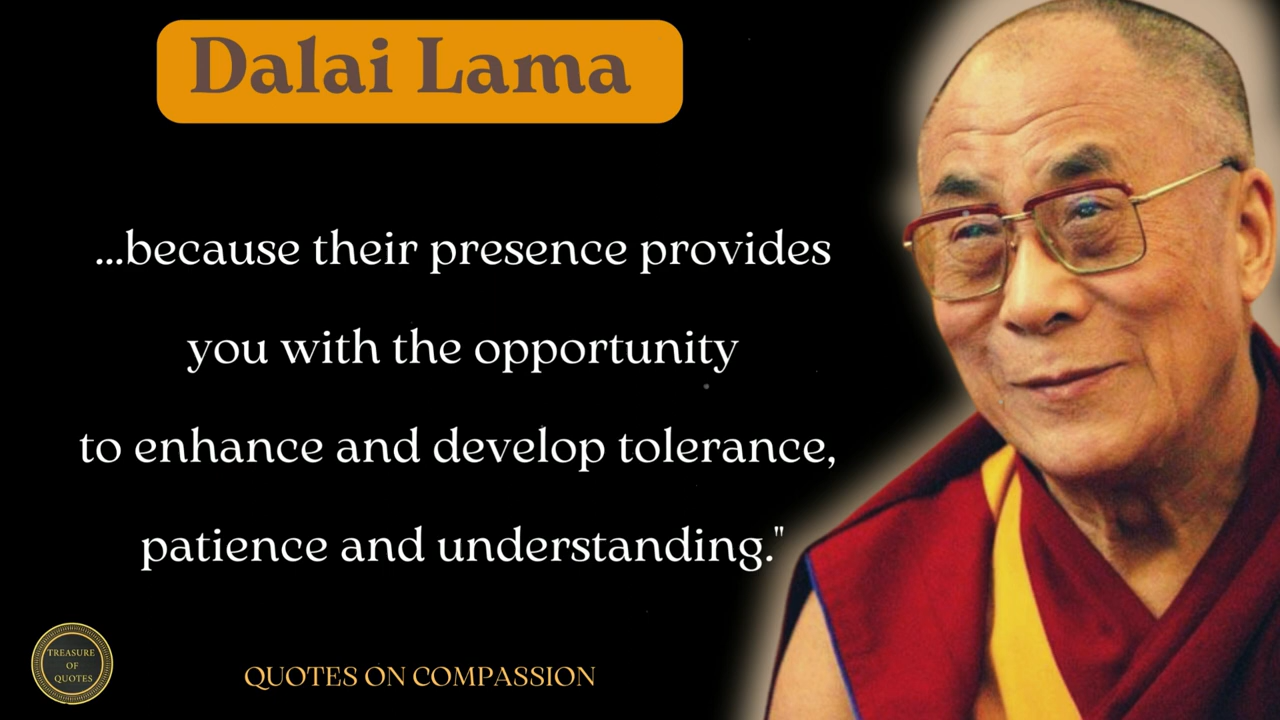 Dalai Lama
...because their presence provides
you with the opportunity
to enhance and develop tolerance,
patience and understanding."
TREASURE
OF
QUOTES
QUOTES ON COMPASSION